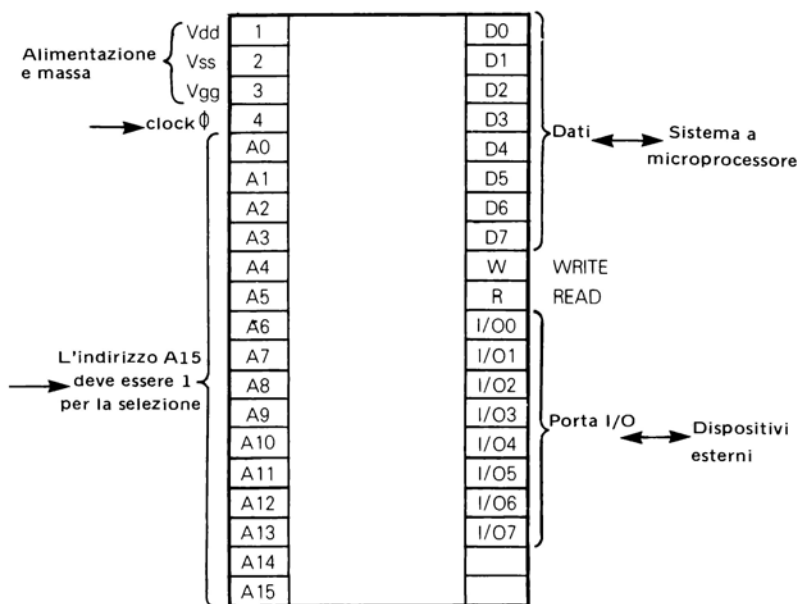 Alimentazione
e massa
Vdd
Vss
Vgg
clock ϕ
L'indirizzo A15
deve essere 1
per la selezione
1
2
3
4
A0
A1
A2
A3
A4
A5
A6
A7
A8
A9
A10
A11
A12
A13
A14
A15
D0
D1
D2
D3
D4
D5
D6
D7
W
R
I/O0
I/O1
I/O2
I/O3
I/O4
I/O5
I/O6
I/O7
Dati
Sistema a
microprocessore
WRITE
READ
Porta I/O
Dispositivi
esterni